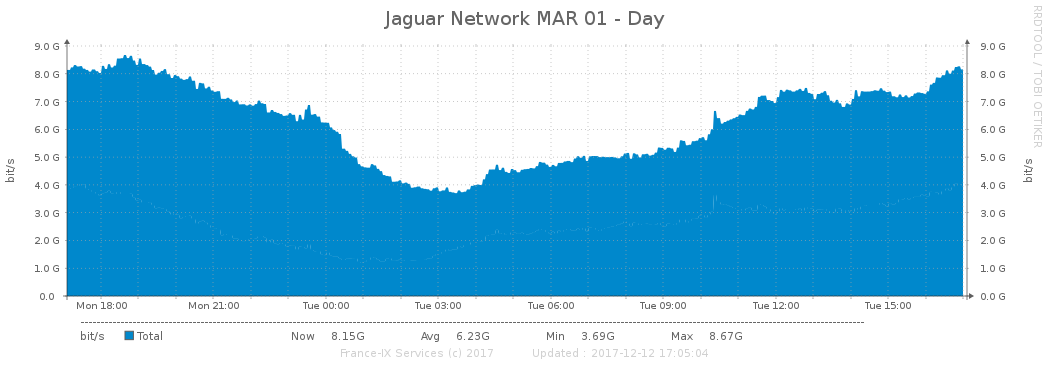 Jaguar Network MAR 01 - Day
RRDTOOL / TOBI OETIKER
bit/s
9.0 G
8.0 G
7.0 G
6.0 G
5.0 G
4.0 G
3.0 G
2.0 G
1.0 G
0.0
9.0 G
8.0 G
7.0 G
6.0 G
5.0 G
4.0 G
3.0 G
2.0 G
1.0 G
0.0 G
bit/s
Mon 18:00 Mon 21:00 Tue 00:00 Tue 03:00 Tue 06:00 Tue 09:00 Tue 12:00 Tue 15:00
bit/s Total Now 8.15G Avg 6.23G Min 3.69G Max 8.67G
France-IX Services (c) 2017 Updated : 2017-12-12 17:05:04